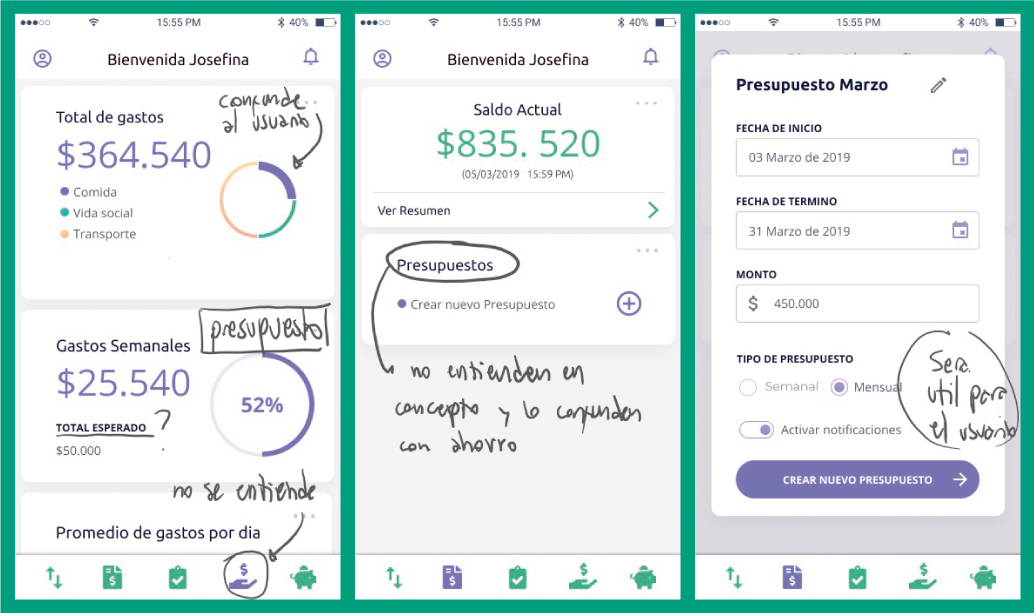 15:55 PM
40%
Bienvenida Josefina
Total de gastos
confunde
al usuario
$364.540
Comida
Vida social
Transporte
presupuesto
Gastos Semanales
$25.540
52%
TOTAL ESPERADO ?
$50.000
no se entiende
Promedio de gastos por dia
15:55 PM
40%
Bienvenida Josefina
Saldo Actual
$835. 520
(05/03/2019 15:59 PM)
Ver Resumen
Presupuestos
Crear nuevo Presupuesto
no entienden en
concepto y lo confunden
con ahorro
15:55 PM
40%
Presupuesto Marzo
FECHA DE INICIO
03 Marzo de 2019
FECHA DE TERMINO
31 Marzo de 2019
MONTO
$ 450.000
TIPO DE PRESUPUESTO
Semanal Mensual
Activar notificaciones
Sera
util para
el usuario
CREAR NUEVO PRESUPUESTO